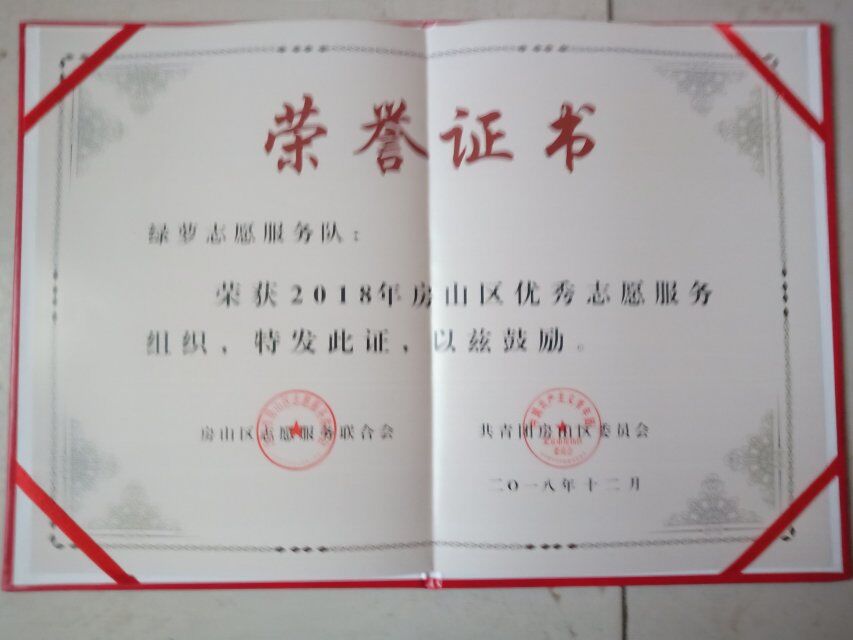 荣誉证书
绿萝志愿服务队：
荣获2018年房山区优秀志愿服务
组织，特发此证，以兹鼓励。
房山区志愿服务联合会
共青团房山区委员会
二〇一八年十二月